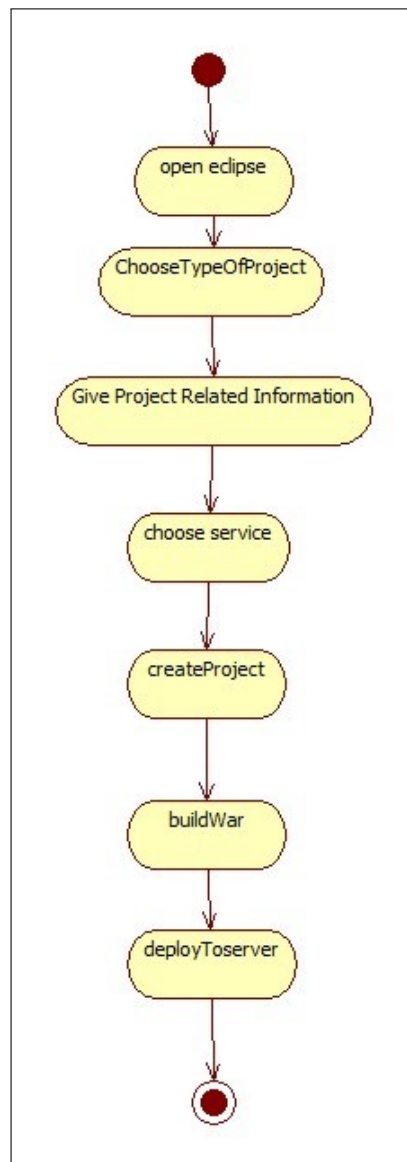 open eclipse
ChooseTypeOfProject
Give Project Related Information
choose service
createProject
buildWar
deployToserver